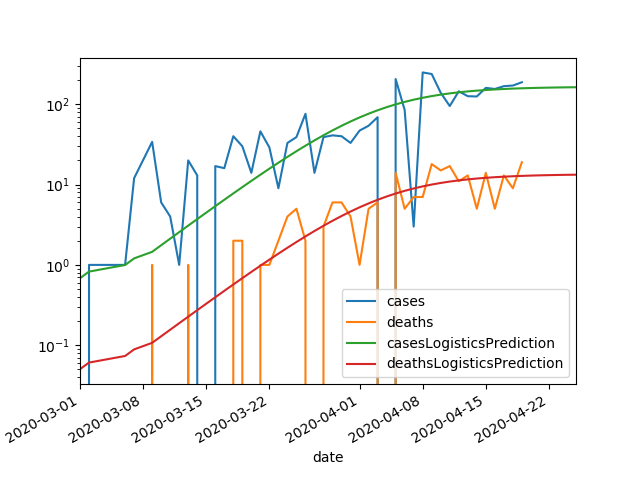 10²
10¹
10⁰
10⁻¹
2020-03-01
2020-03-08
2020-03-15
2020-03-22
2020-04-01
2020-04-08
2020-04-15
2020-04-22
date
cases
deaths
casesLogisticsPrediction
deathsLogisticsPrediction